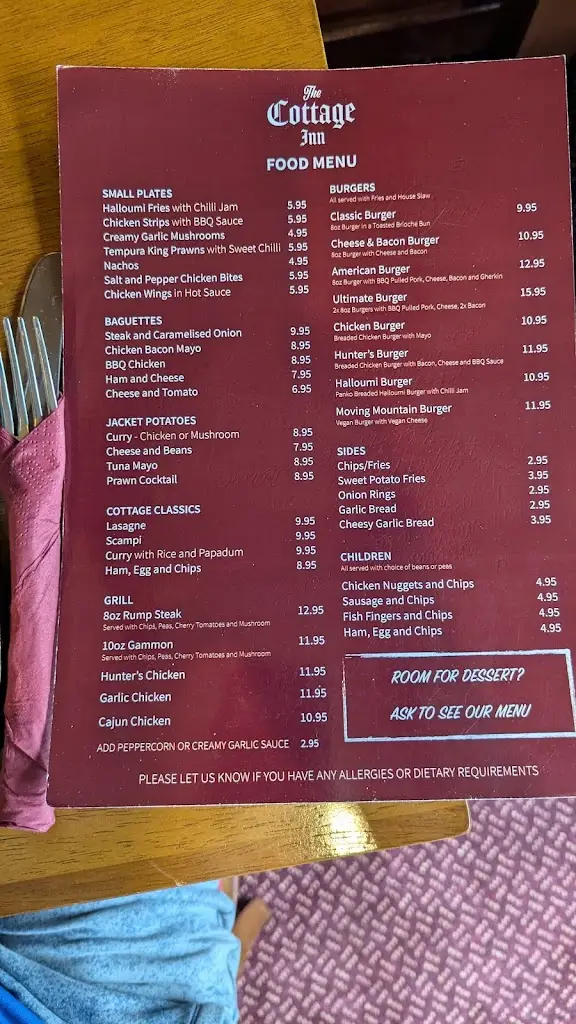 The
Cottage
Inn
FOOD MENU
SMALL PLATES
Halloumi Fries with Chilli Jam 5.95
Chicken Strips with BBQ Sauce 5.95
Creamy Garlic Mushrooms 4.95
Tempura King Prawns with Sweet Chilli 5.95
Nachos 4.95
Salt and Pepper Chicken Bites 5.95
Chicken Wings in Hot Sauce 5.95
BAGUETTES
Steak and Caramelised Onion 9.95
Chicken Bacon Mayo 8.95
BBQ Chicken 8.95
Ham and Cheese 7.95
Cheese and Tomato 6.95
JACKET POTATOES
Curry - Chicken or Mushroom 8.95
Cheese and Beans 7.95
Tuna Mayo 8.95
Prawn Cocktail 8.95
COTTAGE CLASSICS
Lasagne 9.95
Scampi 9.95
Curry with Rice and Papadum 9.95
Ham, Egg and Chips 8.95
GRILL
8oz Rump Steak 12.95
Served with Chips, Peas, Cherry Tomatoes and Mushroom
10oz Gammon 11.95
Served with Chips, Peas, Cherry Tomatoes and Mushroom
Hunter's Chicken 11.95
Garlic Chicken 11.95
Cajun Chicken 10.95
ADD PEPPERCORN OR CREAMY GARLIC SAUCE 2.95
BURGERS
All served with Fries and House Slaw
Classic Burger 9.95
8oz Burger in a Toasted Brioche Bun
Cheese & Bacon Burger 10.95
8oz Burger with Cheese and Bacon
American Burger 12.95
8oz Burger with BBQ Pulled Pork, Cheese, Bacon and Gherkin
Ultimate Burger 15.95
2x 8oz Burgers with BBQ Pulled Pork, Cheese, 2x Bacon
Chicken Burger 10.95
Breaded Chicken Burger with Mayo
Hunter's Burger 11.95
Breaded Chicken Burger with Bacon, Cheese and BBQ Sauce
Halloumi Burger 10.95
Panko Breaded Halloumi Burger with Chilli Jam
Moving Mountain Burger 11.95
Vegan Burger with Vegan Cheese
SIDES
Chips/Fries 2.95
Sweet Potato Fries 3.95
Onion Rings 2.95
Garlic Bread 2.95
Cheesy Garlic Bread 3.95
CHILDREN
All served with choice of beans or peas
Chicken Nuggets and Chips 4.95
Sausage and Chips 4.95
Fish Fingers and Chips 4.95
Ham, Egg and Chips 4.95
ROOM FOR DESSERT?
ASK TO SEE OUR MENU
PLEASE LET US KNOW IF YOU HAVE ANY ALLERGIES OR DIETARY REQUIREMENTS